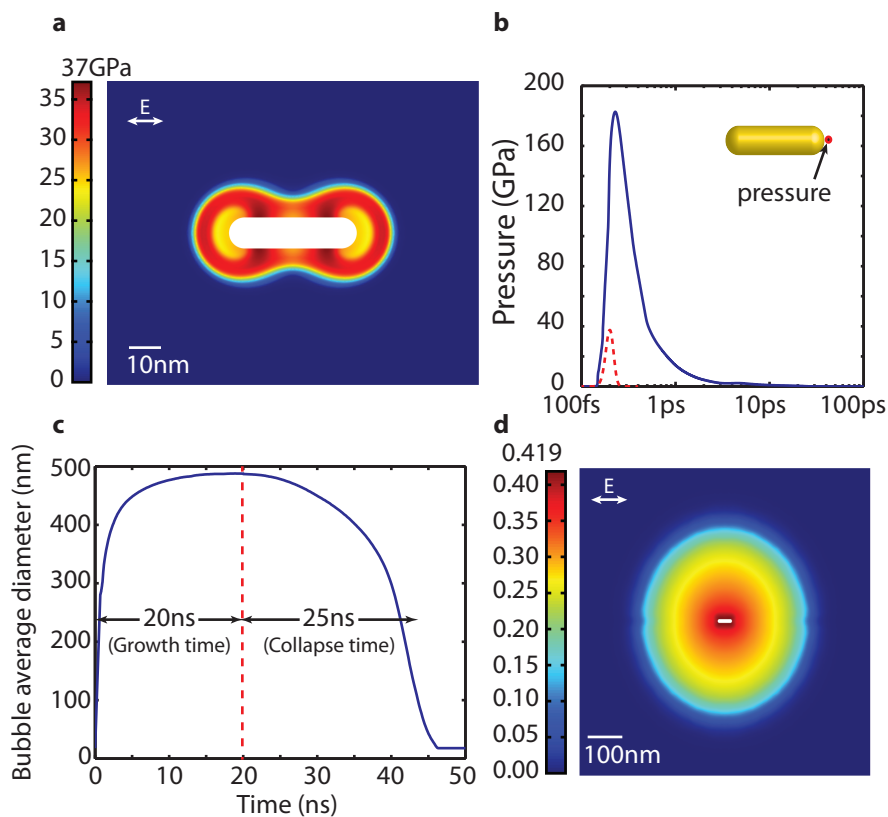 a
37GPa
35
30
25
20
15
10
5
0
E
10nm
b
Pressure (GPa)
200
160
120
80
40
0
100fs
1ps
10ps
100ps
pressure
c
Bubble average diameter (nm)
500
400
300
200
100
0
0
10
20
30
40
50
Time (ns)
20ns
(Growth time)
25ns
(Collapse time)
d
0.419
0.40
0.35
0.30
0.25
0.20
0.15
0.10
0.05
0.00
E
100nm